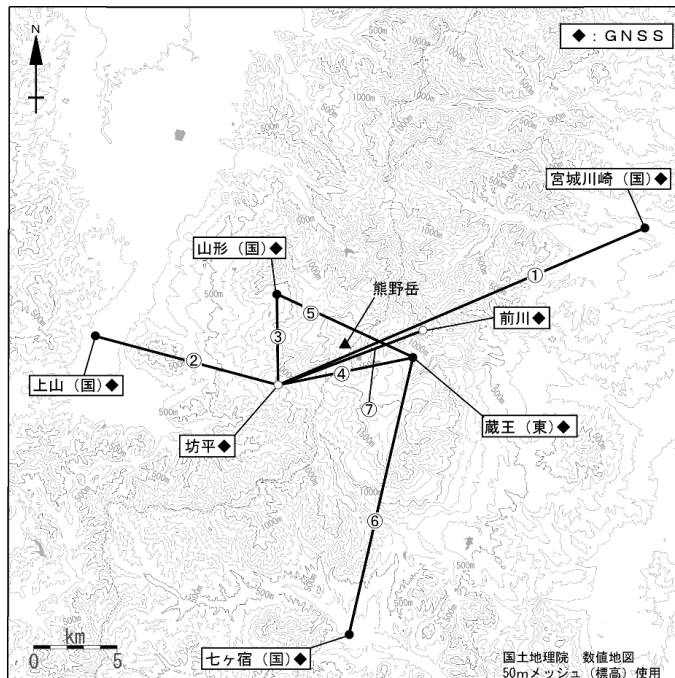 N
◆:GNSS
宮城川崎(国)◆
山形(国)◆
熊野岳
①
⑤
前川◆
③
②
④
上山(国)◆
⑦
蔵王(東)◆
坊平◆
⑥
km
0 5
七ヶ宿(国)◆
国土地理院 数値地図
50mメッシュ(標高)使用
500m
1000m